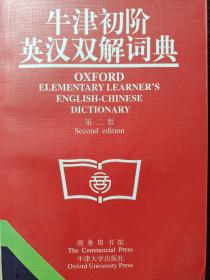 牛津初阶
英汉双解词典
OXFORD
ELEMENTARY LEARNER'S
ENGLISH-CHINESE
DICTIONARY
第二版
Second edition
商务印书馆
The Commercial Press
牛津大学出版社
Oxford University Press